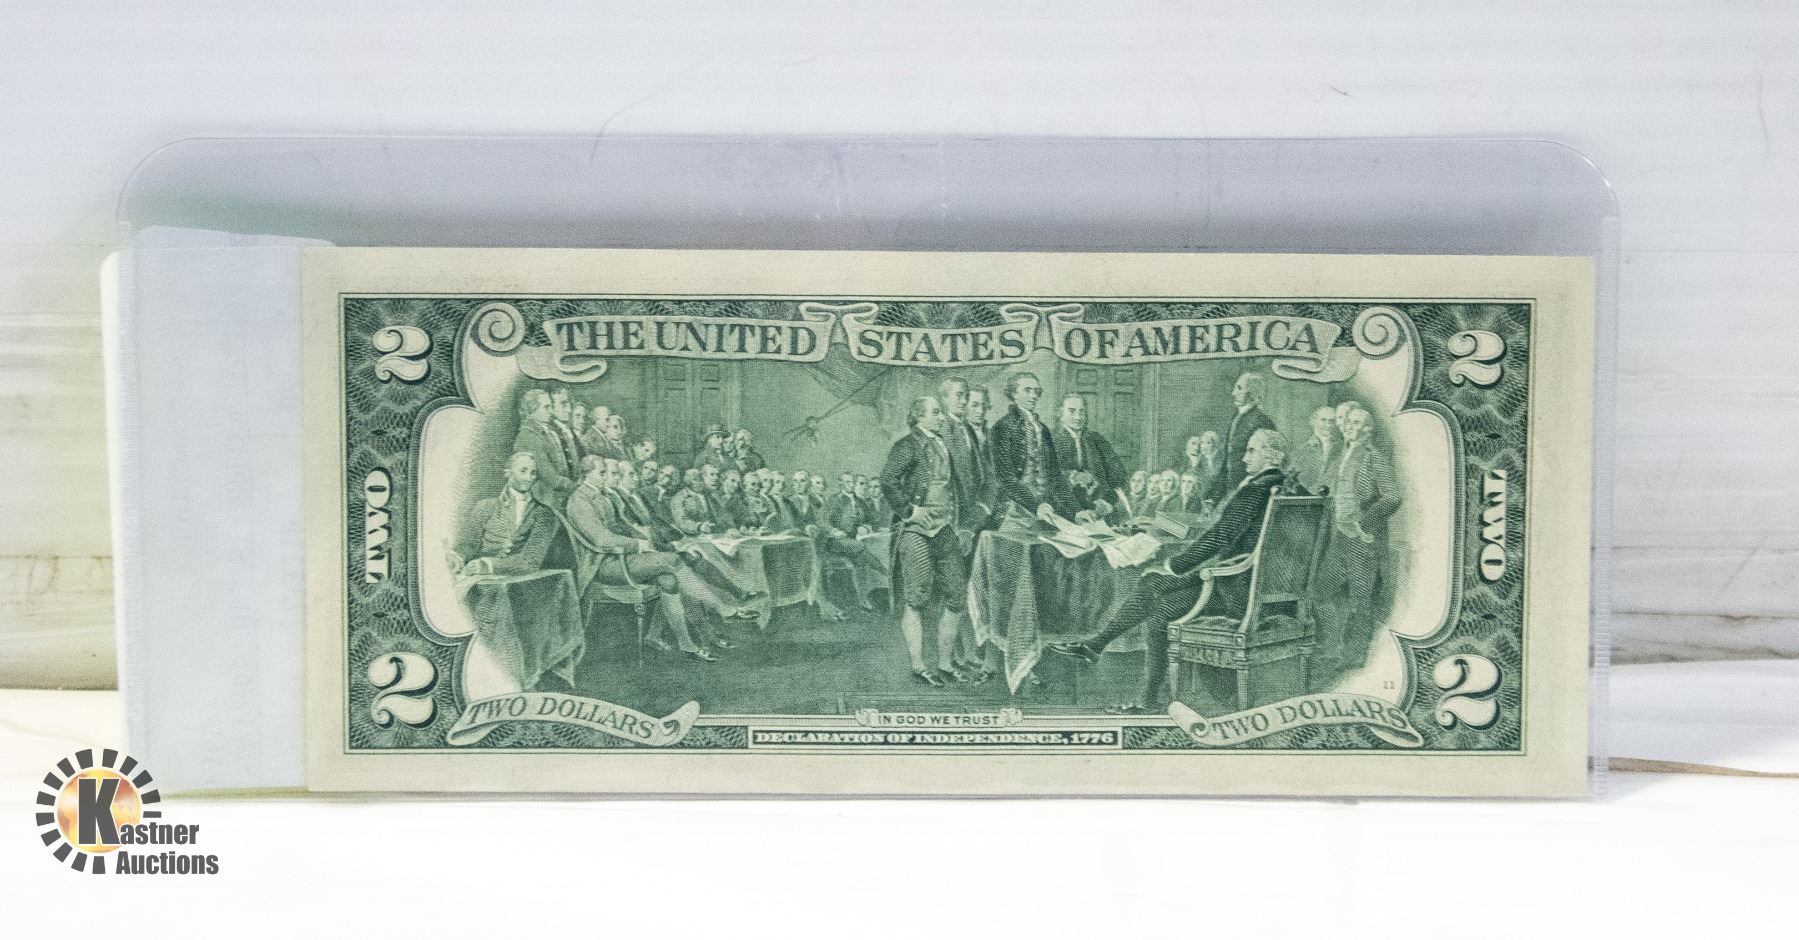 2 THE UNITED STATES OF AMERICA 2
TWO
TWO
11
2 TWO DOLLARS IN GOD WE TRUST TWO DOLLARS 2
DECLARATION OF INDEPENDENCE, 1776
Kastner
Auctions